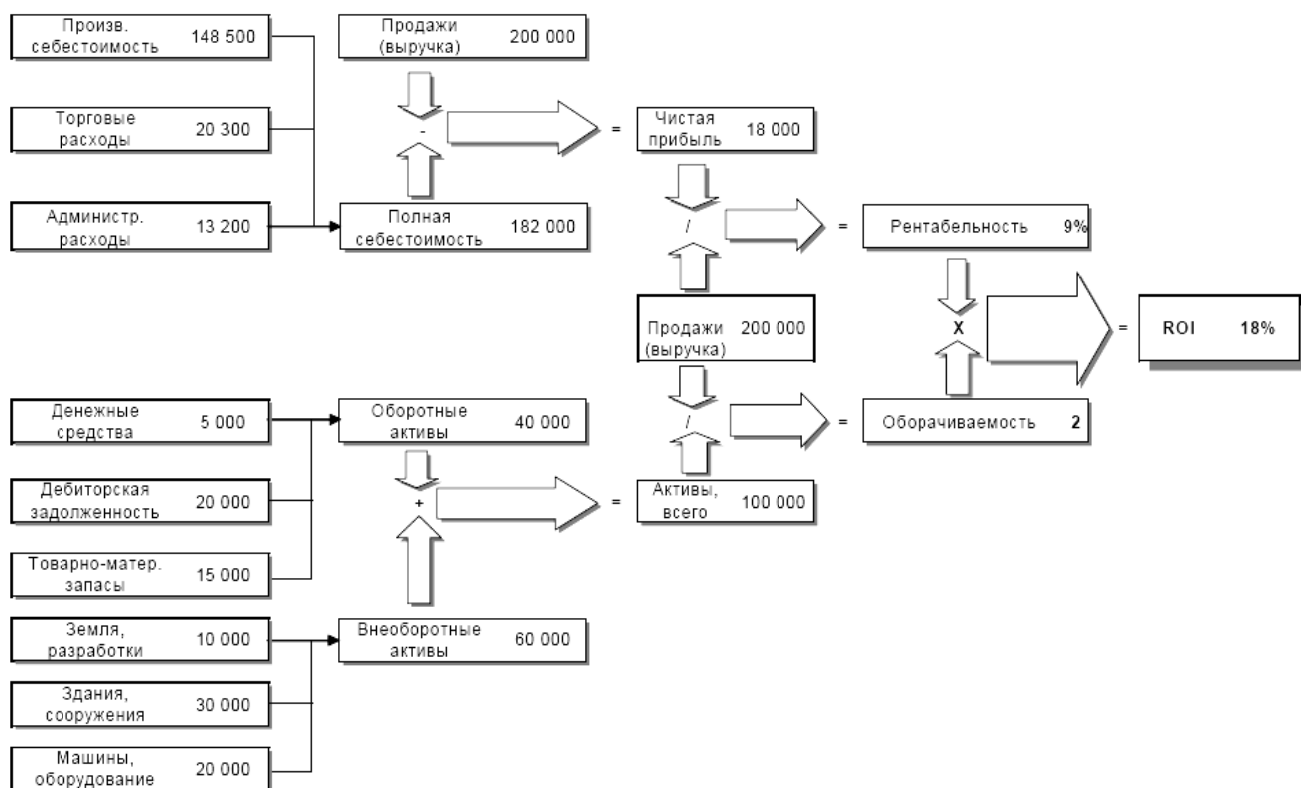 Произв.
себестоимость 148 500
Продажи
(выручка) 200 000
Торговые
расходы 20 300
-
=
Чистая
прибыль 18 000
Администр.
расходы 13 200
Полная
себестоимость 182 000
/
=
Рентабельность 9%
Продажи
(выручка) 200 000
X
=
ROI 18%
Денежные
средства 5 000
Оборотные
активы 40 000
/
=
Оборачиваемость 2
Дебиторская
задолженность 20 000
+
=
Активы,
всего 100 000
Товарно-матер.
запасы 15 000
Земля,
разработки 10 000
Внеоборотные
активы 60 000
Здания,
сооружения 30 000
Машины,
оборудование 20 000